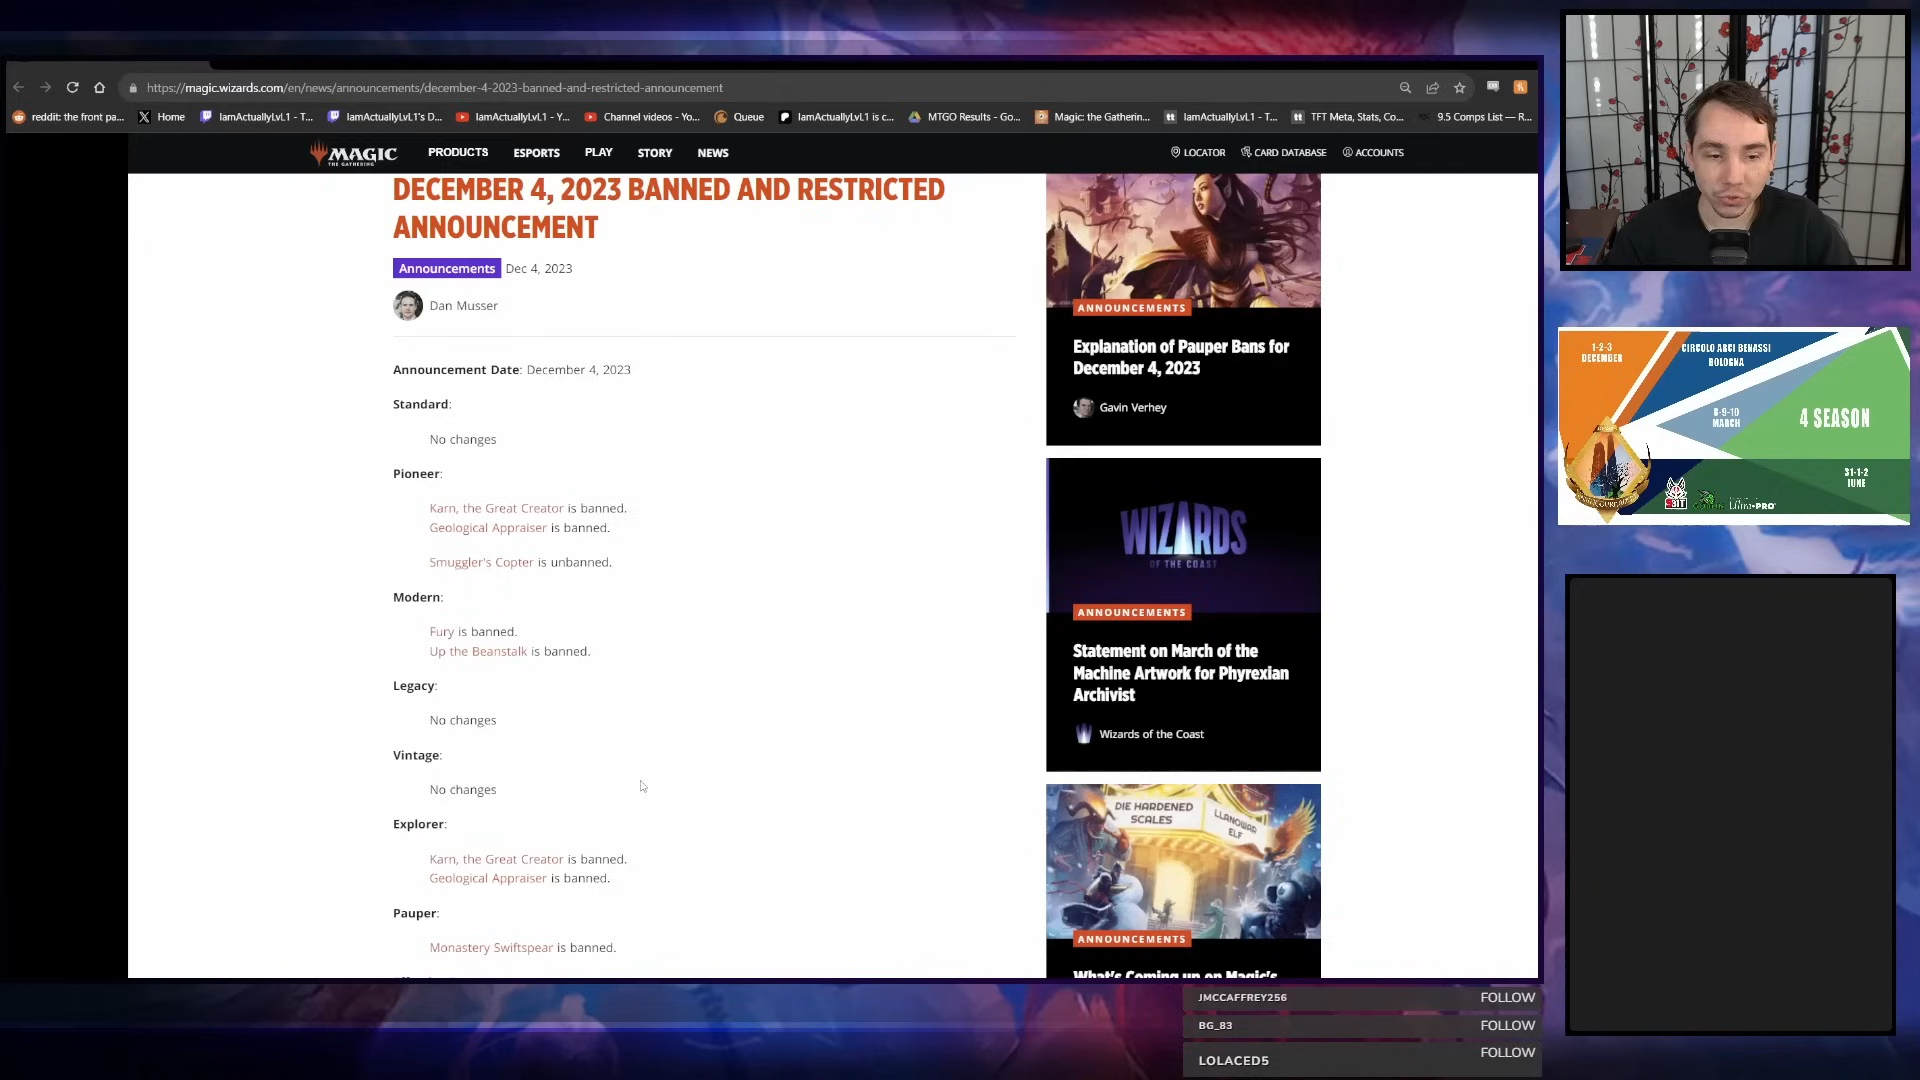 https://magic.wizards.com/en/news/announcements/december-4-2023-banned-and-restricted-announcement
reddit: the front pa...
Home
IamActuallyLvL1 - T...
IamActuallyLvL1's D...
IamActuallyLvL1 - Y...
Channel videos - Yo...
Queue
IamActuallyLvL1 is c...
MTGO Results - Go...
Magic: the Gatherin...
IamActuallyLvL1 - T...
TFT Meta, Stats, Co...
9.5 Comps List — R...
MAGIC
THE GATHERING
PRODUCTS
ESPORTS
PLAY
STORY
NEWS
LOCATOR
CARD DATABASE
ACCOUNTS
DECEMBER 4, 2023 BANNED AND RESTRICTED
ANNOUNCEMENT
Announcements Dec 4, 2023
Dan Musser
Announcement Date: December 4, 2023
Standard:
No changes
Pioneer:
Karn, the Great Creator is banned.
Geological Appraiser is banned.
Smuggler's Copter is unbanned.
Modern:
Fury is banned.
Up the Beanstalk is banned.
Legacy:
No changes
Vintage:
No changes
Explorer:
Karn, the Great Creator is banned.
Geological Appraiser is banned.
Pauper:
Monastery Swiftspear is banned.
ANNOUNCEMENTS
Explanation of Pauper Bans for
December 4, 2023
Gavin Verhey
WIZARDS
OF THE COAST
ANNOUNCEMENTS
Statement on March of the
Machine Artwork for Phyrexian
Archivist
Wizards of the Coast
DIE HARDENED
SCALES
LLANOWAR
ELF
ANNOUNCEMENTS
What's Coming up on Magic's
1-2-3
DECEMBER
CIRCOLO ARCI BENASSI
BOLOGNA
8-9-10
MARCH
4 SEASON
31-1-2
JUNE
Ultra•PRO
JMCCAFFREY256 FOLLOW
BG_83 FOLLOW
LOLACED5 FOLLOW